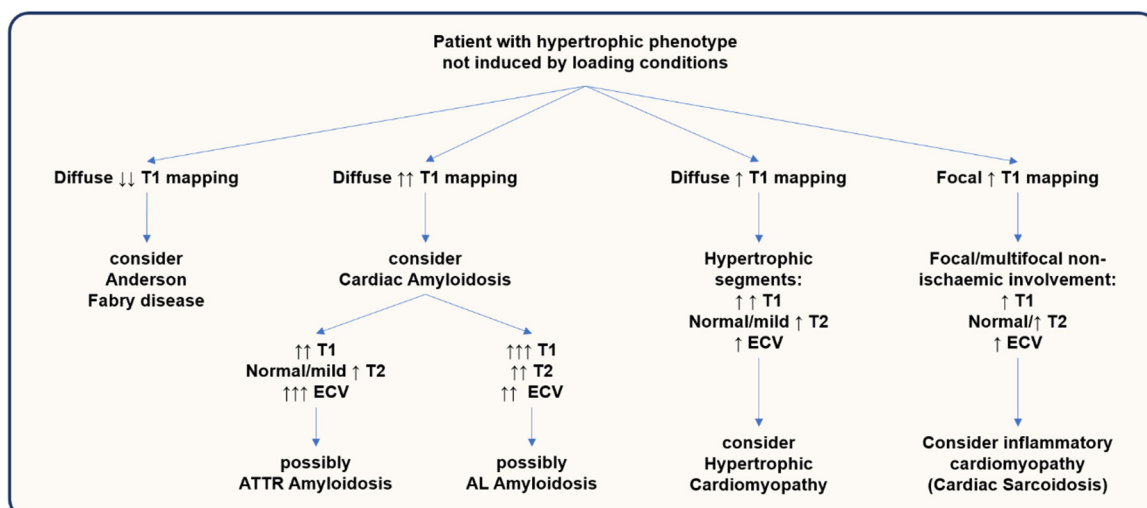 Patient with hypertrophic phenotype
not induced by loading conditions
Diffuse ↓↓ T1 mapping
Diffuse ↑↑ T1 mapping
Diffuse ↑ T1 mapping
Focal ↑ T1 mapping
consider
Anderson
Fabry disease
consider
Cardiac Amyloidosis
Hypertrophic
segments:
↑ ↑ T1
Normal/mild ↑ T2
↑ ECV
Focal/multifocal non-
ischaemic involvement:
↑ T1
Normal/↑ T2
↑ ECV
↑↑ T1
Normal/mild ↑ T2
↑↑↑ ECV
↑↑↑ T1
↑↑ T2
↑↑ ECV
possibly
ATTR Amyloidosis
possibly
AL Amyloidosis
consider
Hypertrophic
Cardiomyopathy
Consider inflammatory
cardiomyopathy
(Cardiac Sarcoidosis)